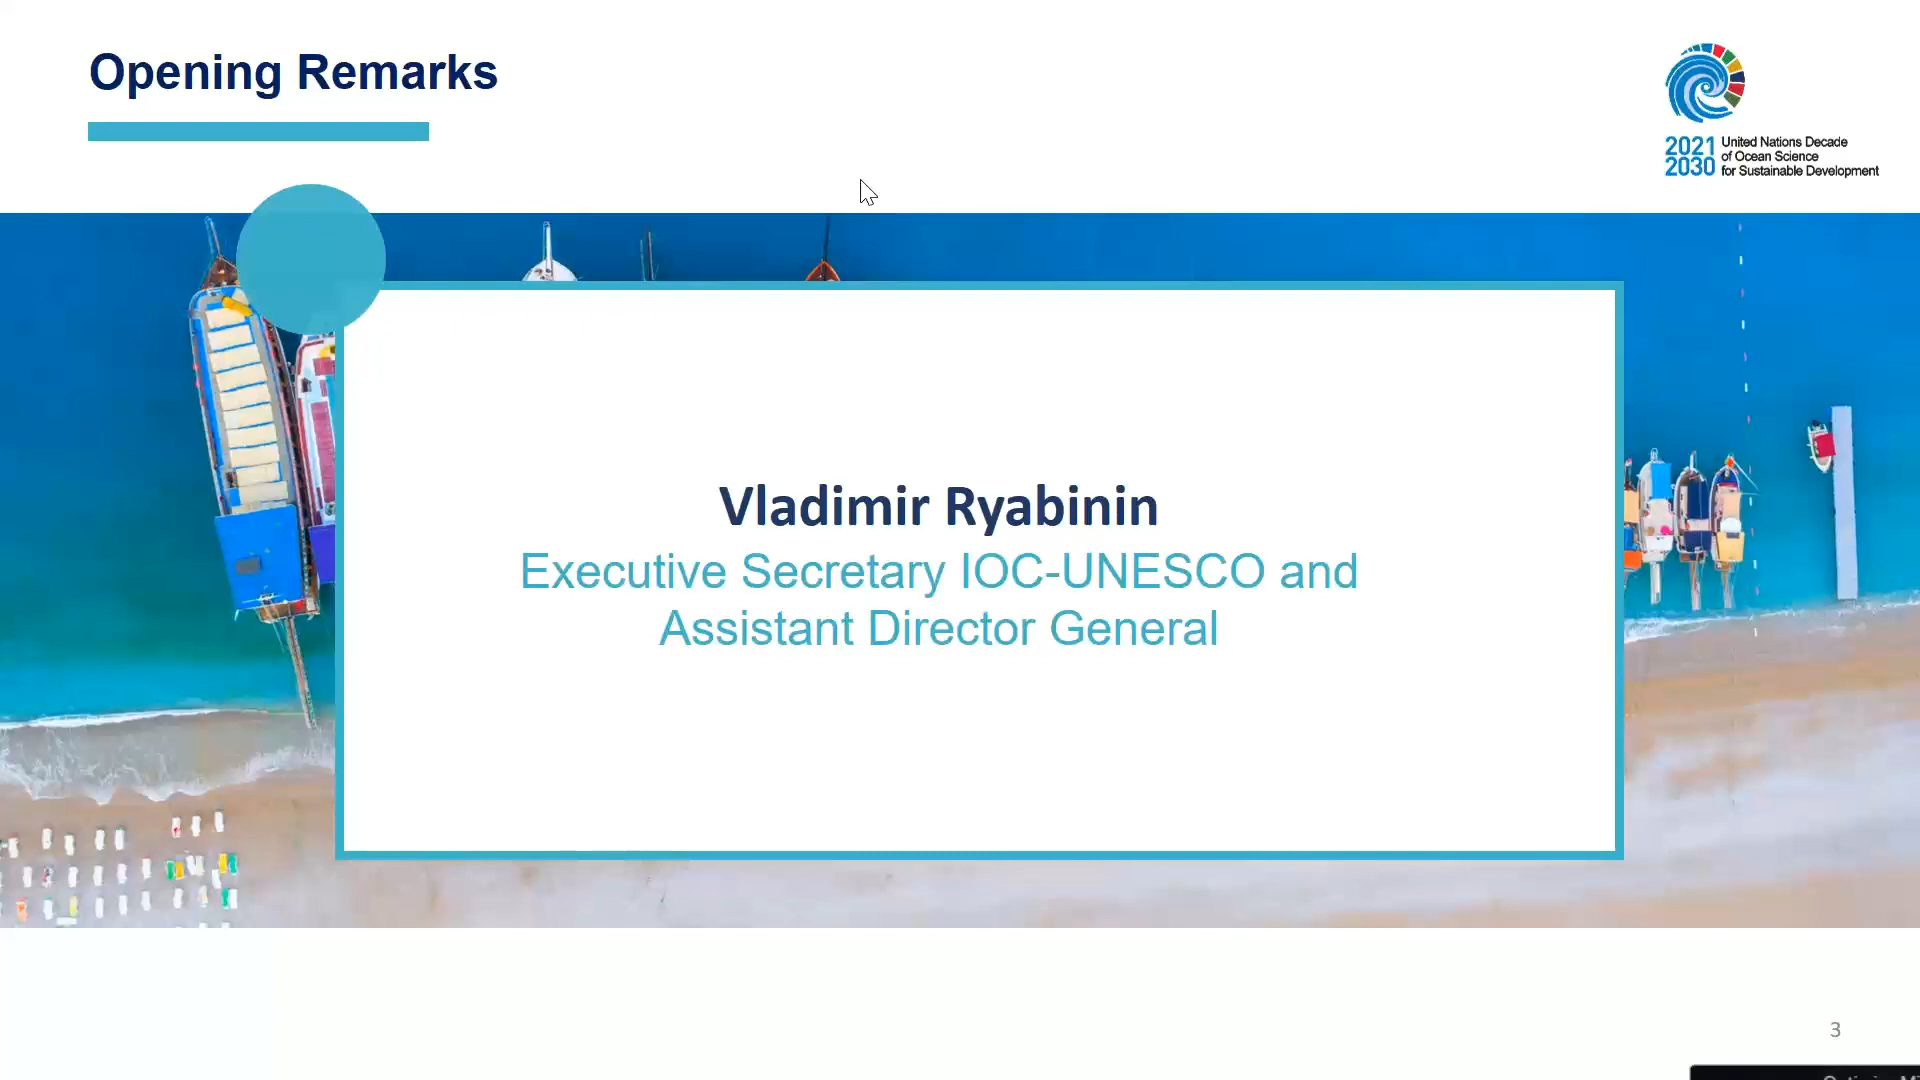 Opening Remarks
2021 United Nations Decade
of Ocean Science
2030 for Sustainable Development
Vladimir Ryabinin
Executive Secretary IOC-UNESCO and
Assistant Director General
3